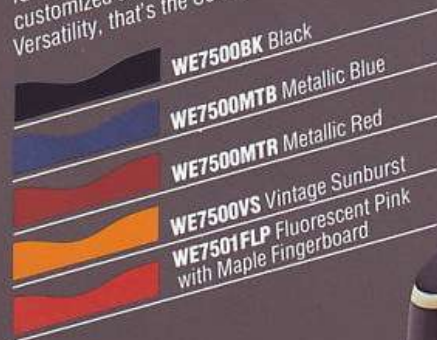 customized
Versatility, that's the
WE7500BK Black
WE7500MTB Metallic Blue
WE7500MTR Metallic Red
WE7500VS Vintage Sunburst
WE7501FLP Fluorescent Pink
with Maple Fingerboard